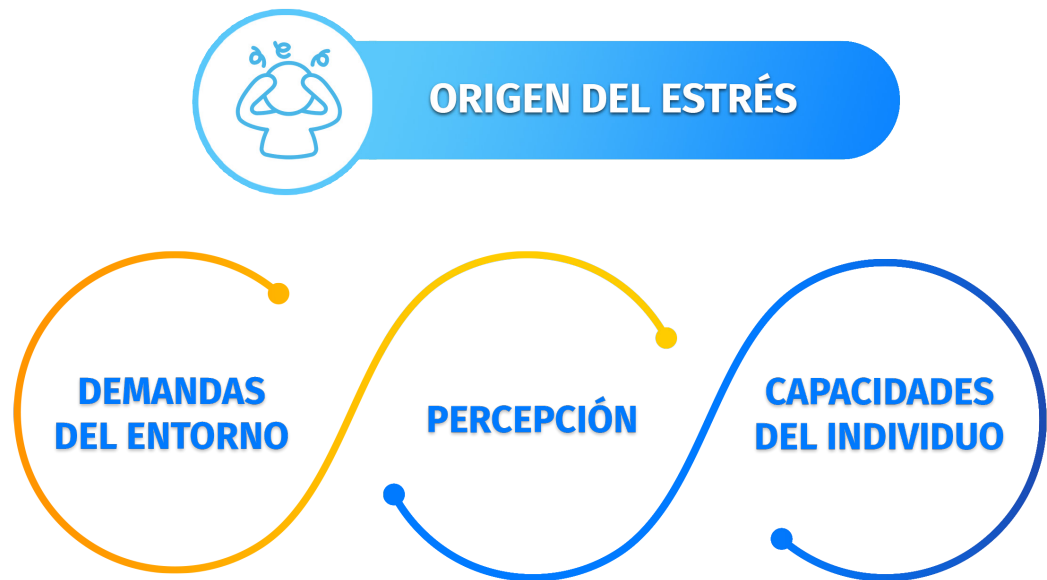 ORIGEN DEL ESTRÉS
DEMANDAS
DEL ENTORNO
PERCEPCIÓN
CAPACIDADES
DEL INDIVIDUO